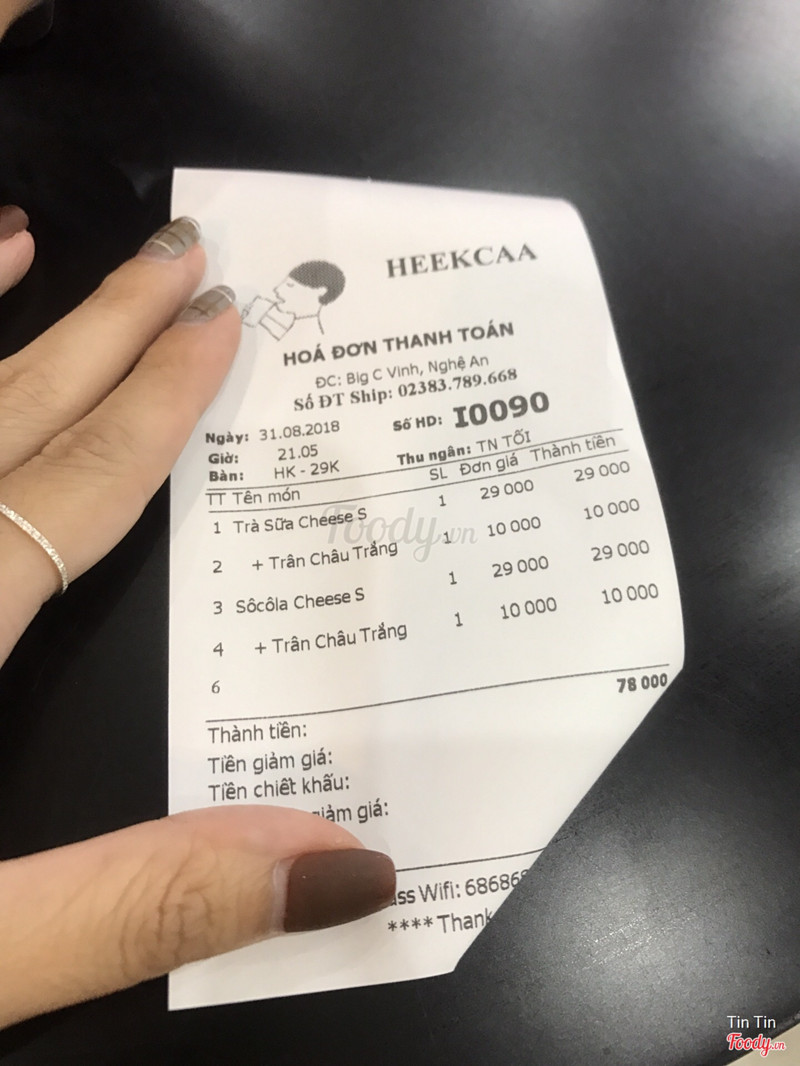 HEEKCAA
HOÁ ĐƠN THANH TOÁN
ĐC: Big C Vinh, Nghệ An
Số ĐT Ship: 02383.789.668
Ngày: 31.08.2018 Số HD: I0090
Giờ: 21.05 Thu ngân: TN TỐI
Bàn: HK - 29K
TT Tên món SL Đơn giá Thành tiền
1 Trà Sữa Cheese S 1 29 000 29 000
2 + Trân Châu Trắng 1 10 000 10 000
3 Sôcôla Cheese S 1 29 000 29 000
4 + Trân Châu Trắng 1 10 000 10 000
6
78 000
Thành tiền:
Tiền giảm giá:
Tiền chiết khấu:
giảm giá:
Wifi: 68686
**** Thank
Foody.vn
Tin Tin
Foody.vn